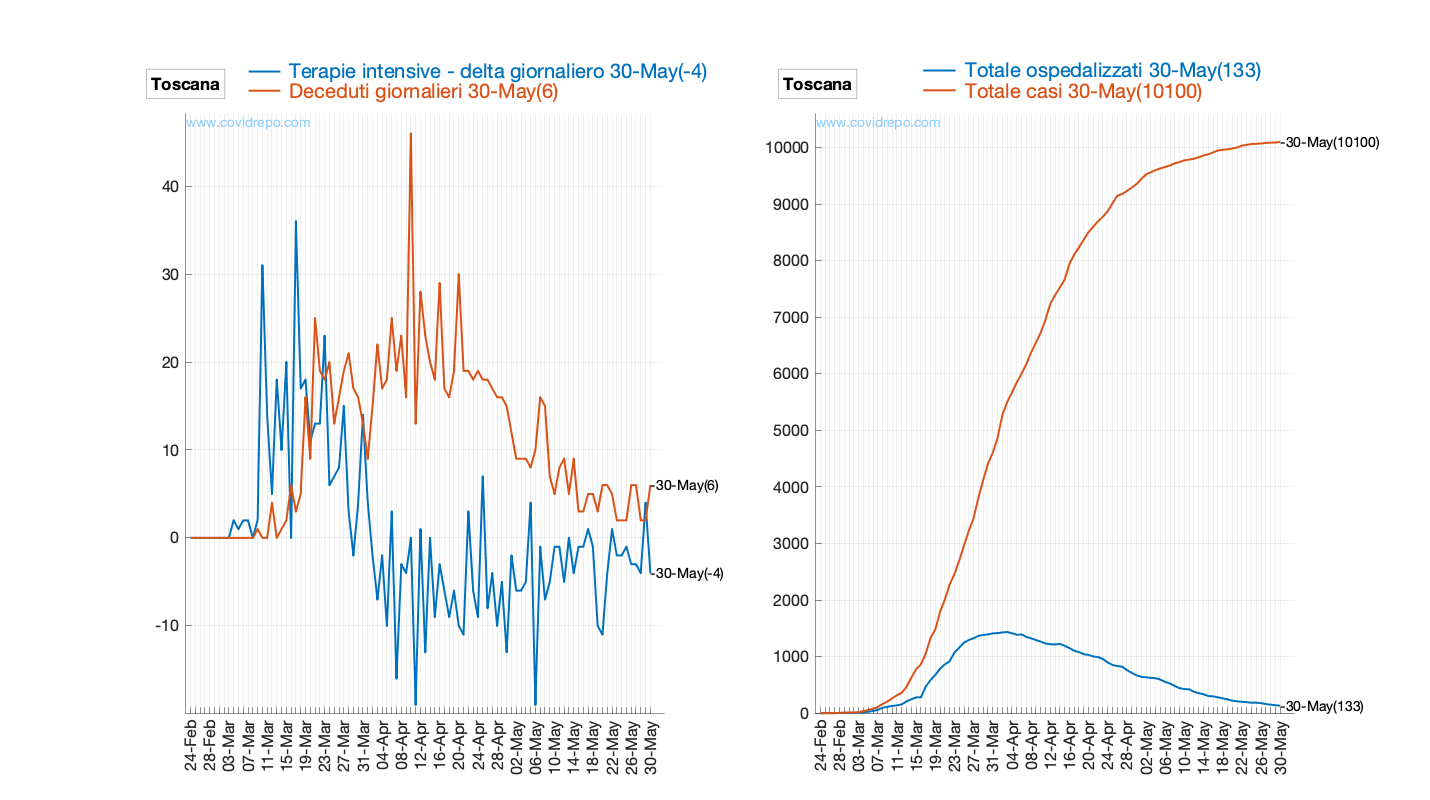 Toscana
Terapie intensive - delta giornaliero 30-May(-4)
Deceduti giornalieri 30-May(6)
www.covidrepo.com
40
30
20
10
0
-10
30-May(6)
30-May(-4)
24-Feb
28-Feb
03-Mar
07-Mar
11-Mar
15-Mar
19-Mar
23-Mar
27-Mar
31-Mar
04-Apr
08-Apr
12-Apr
16-Apr
20-Apr
24-Apr
28-Apr
02-May
06-May
10-May
14-May
18-May
22-May
26-May
30-May
Toscana
Totale ospedalizzati 30-May(133)
Totale casi 30-May(10100)
www.covidrepo.com
10000
9000
8000
7000
6000
5000
4000
3000
2000
1000
0
30-May(10100)
30-May(133)
24-Feb
28-Feb
03-Mar
07-Mar
11-Mar
15-Mar
19-Mar
23-Mar
27-Mar
31-Mar
04-Apr
08-Apr
12-Apr
16-Apr
20-Apr
24-Apr
28-Apr
02-May
06-May
10-May
14-May
18-May
22-May
26-May
30-May